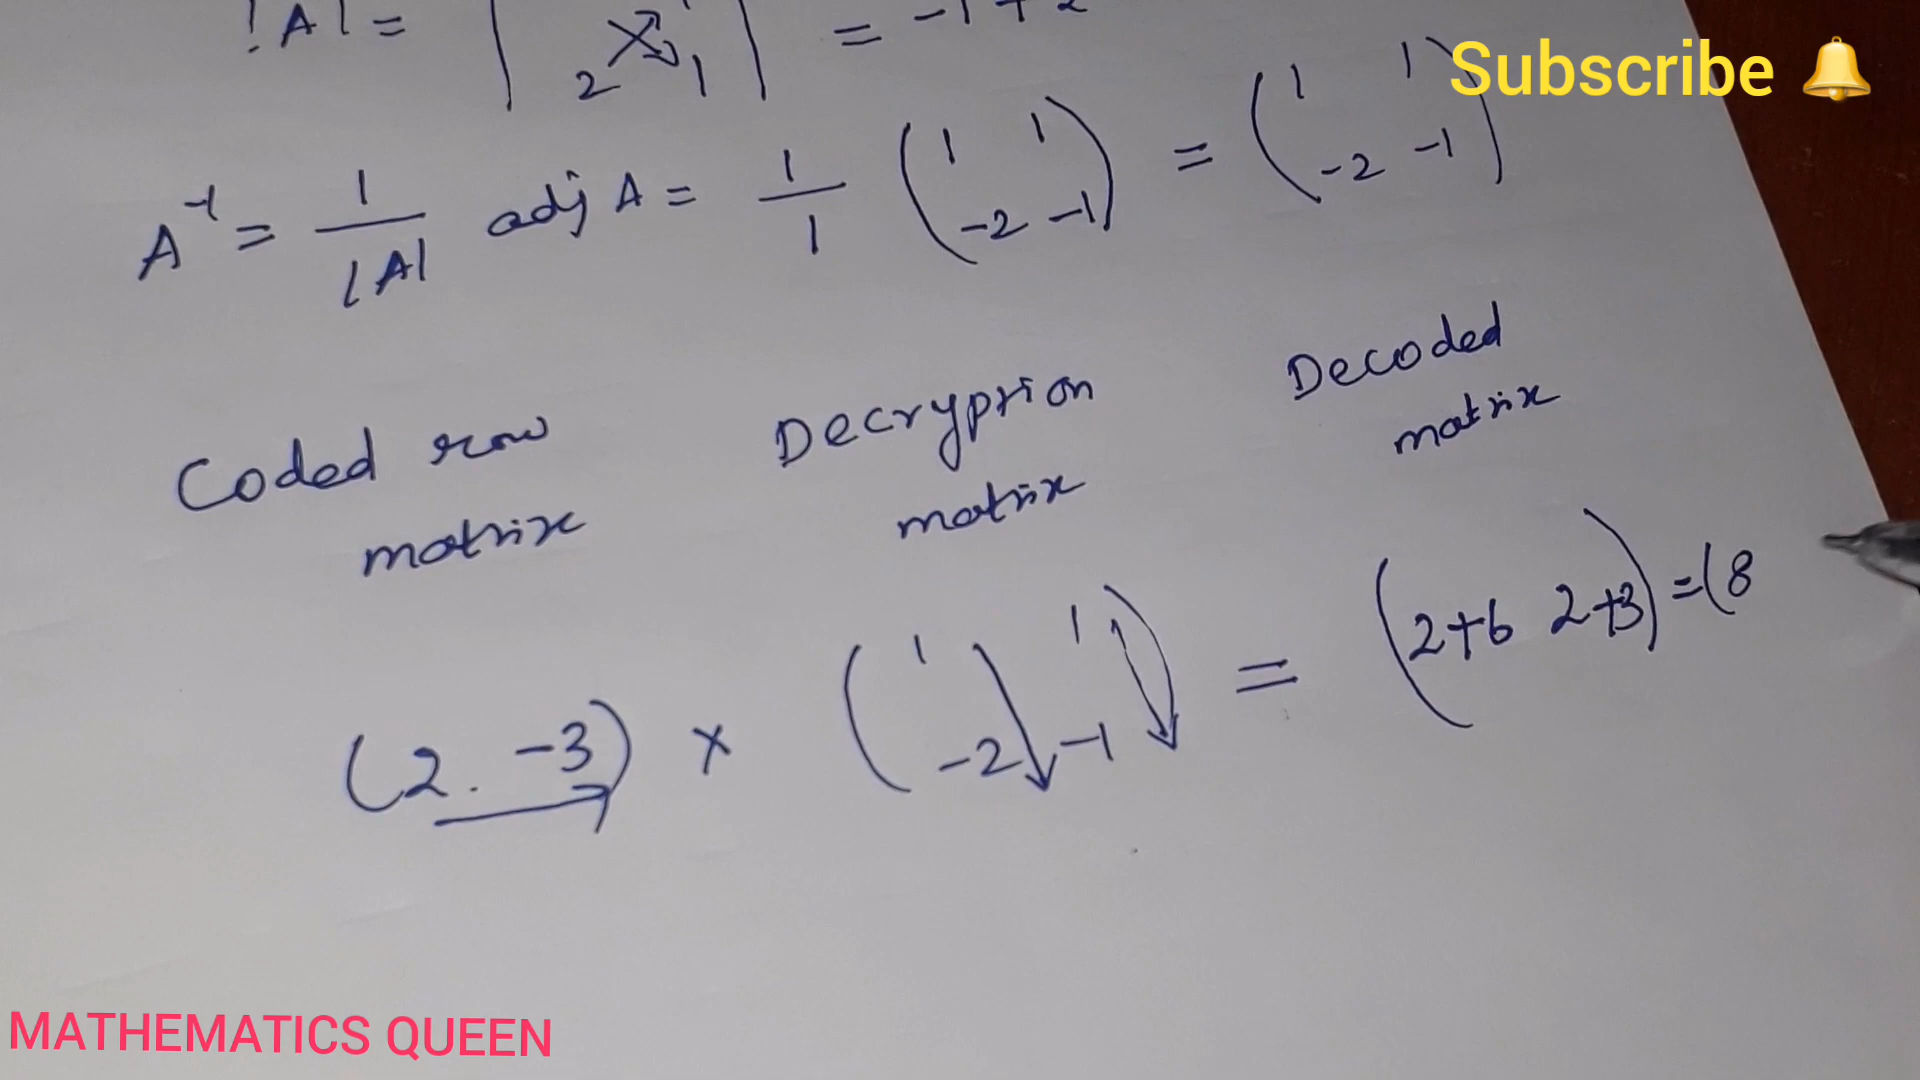 |A| = | 2 1 | = -1+2
Subscribe 🔔
A⁻¹ = 1/|A| adj A = 1/1 ( 1 1 -2 -1 ) = ( 1 1 -2 -1 )
Coded row matrix
Decryption matrix
Decoded matrix
(2 -3) × ( 1 1 -2 -1 ) = (2+6 2+3) = (8
MATHEMATICS QUEEN